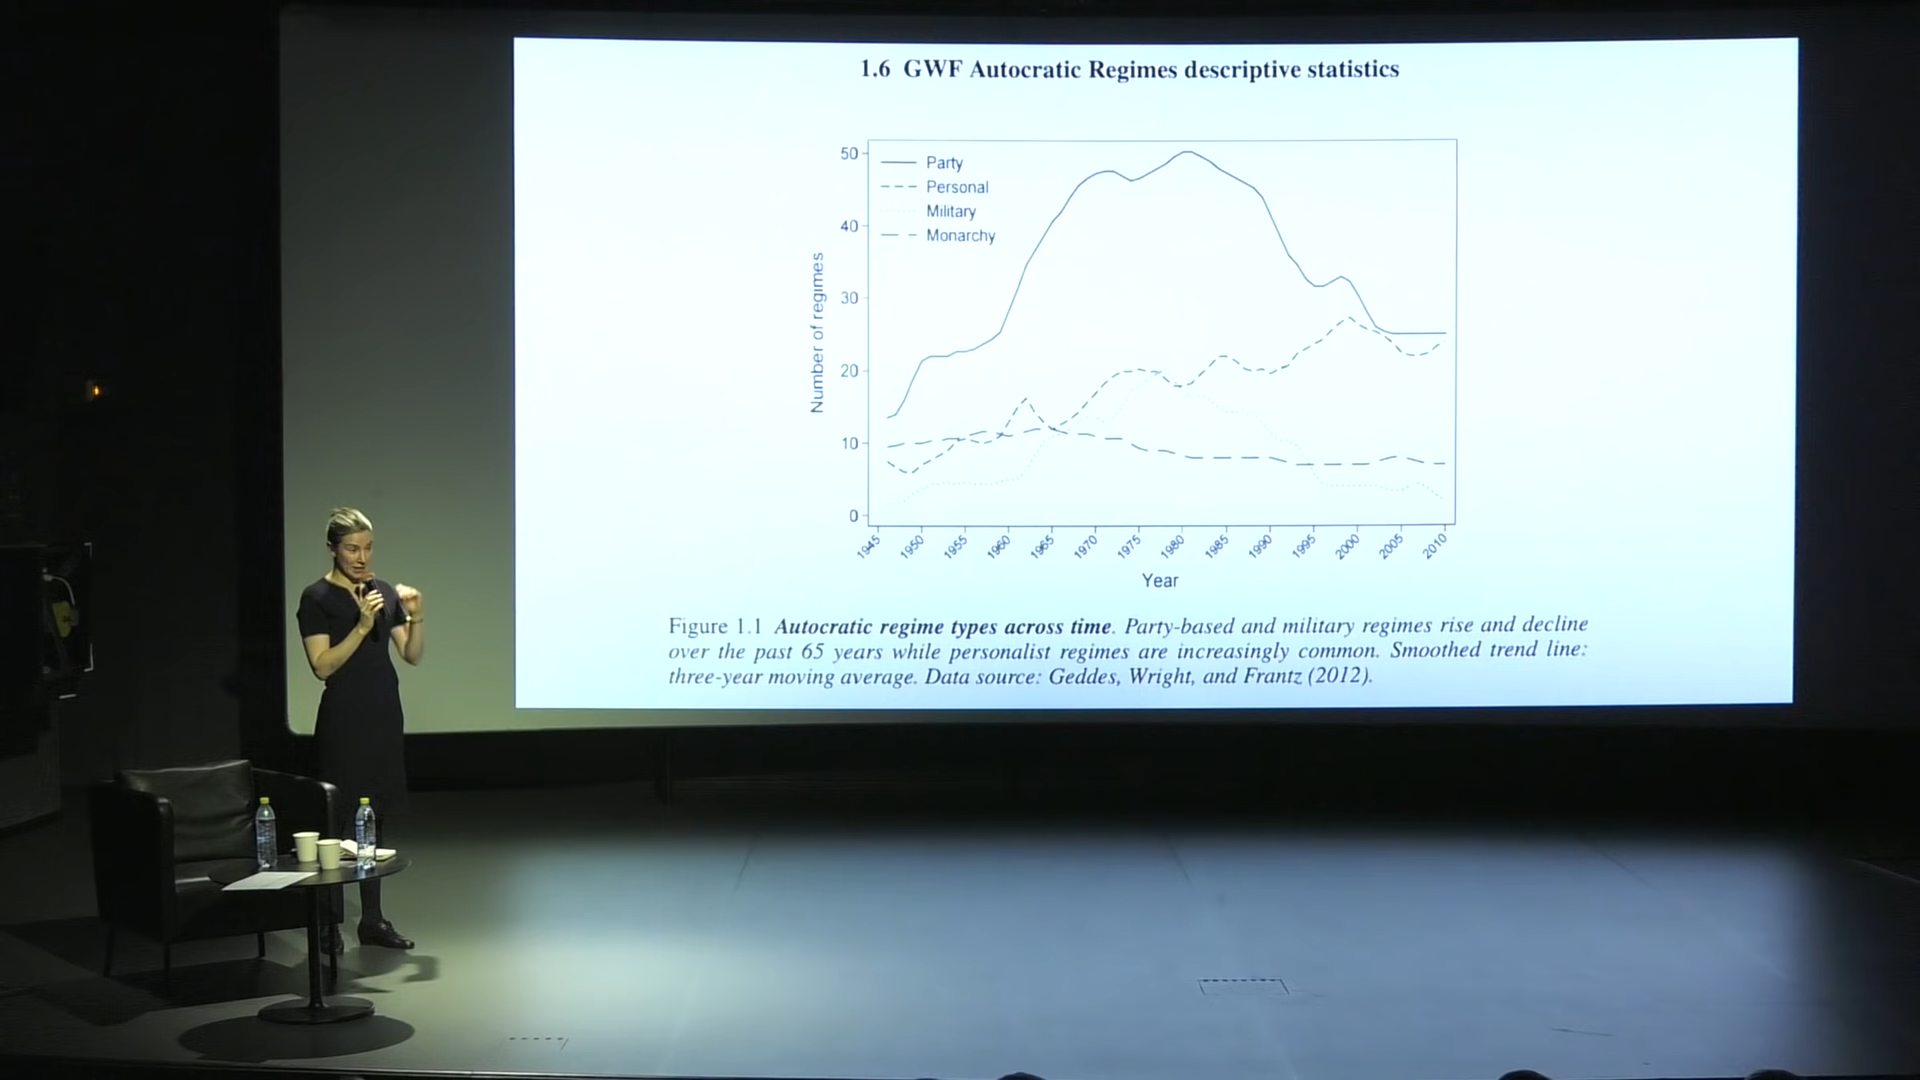 1.6 GWF Autocratic Regimes descriptive statistics
50
Party
Personal
Military
40
Monarchy
30
20
10
0
Number of regimes
1945
1950
1955
1960
1965
1970
1975
1980
1985
1990
1995
2000
2005
2010
Year
Figure 1.1 Autocratic regime types across time. Party-based and military regimes rise and decline
over the past 65 years while personalist regimes are increasingly common. Smoothed trend line:
three-year moving average. Data source: Geddes, Wright, and Frantz (2012).